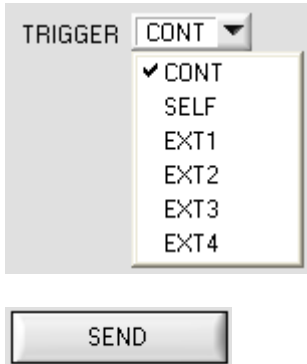 TRIGGER CONT
CONT
SELF
EXT1
EXT2
EXT3
EXT4
SEND